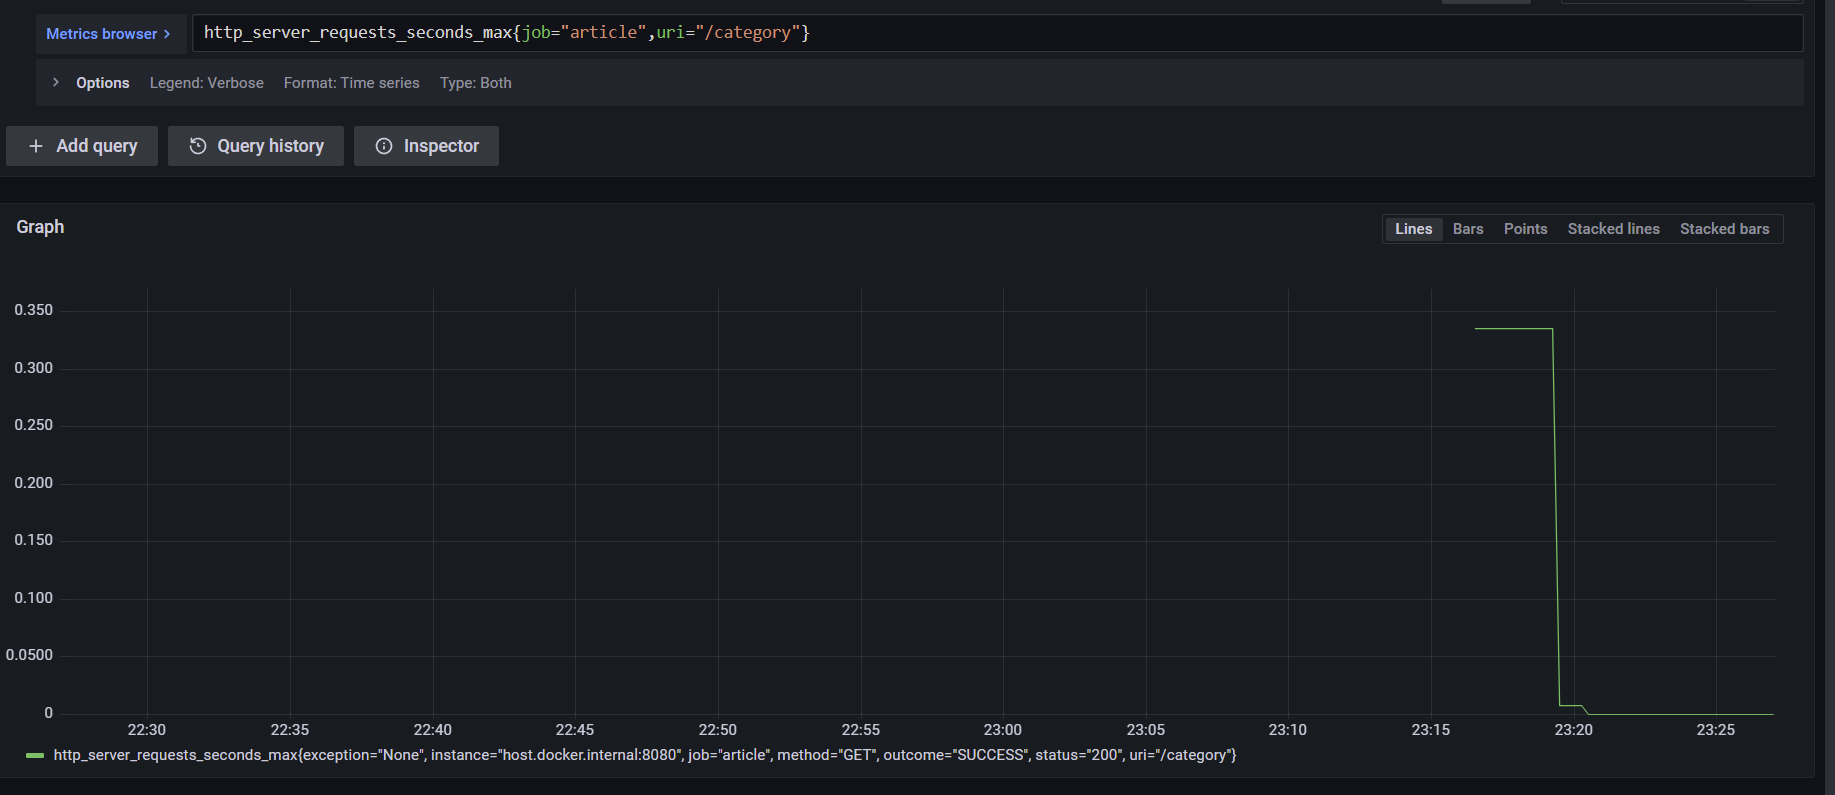 Metrics browser >
http_server_requests_seconds_max{job="article",uri="/category"}
> Options Legend: Verbose Format: Time series Type: Both
+ Add query Query history Inspector
Graph
Lines Bars Points Stacked lines Stacked bars
0.350
0.300
0.250
0.200
0.150
0.100
0.0500
0
22:30 22:35 22:40 22:45 22:50 22:55 23:00 23:05 23:10 23:15 23:20 23:25
http_server_requests_seconds_max{exception="None", instance="host.docker.internal:8080", job="article", method="GET", outcome="SUCCESS", status="200", uri="/category"}